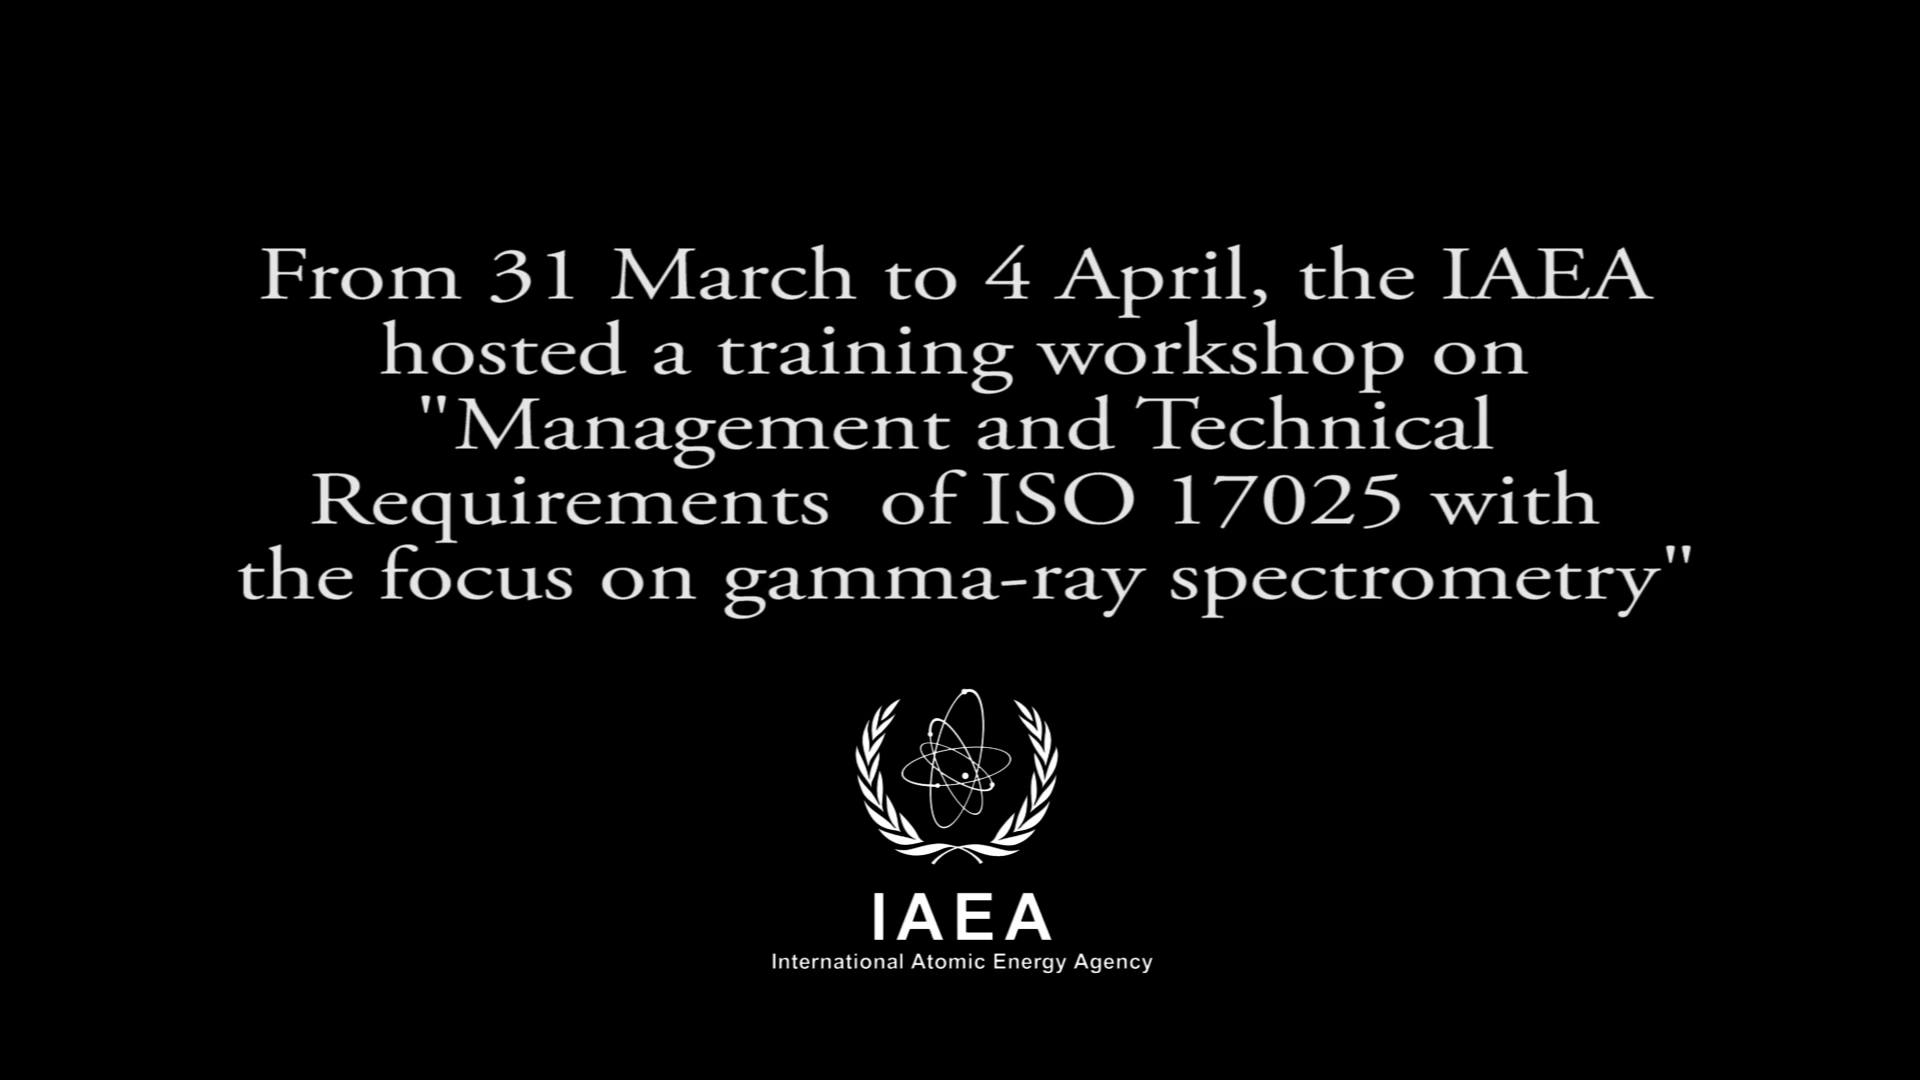 From 31 March to 4 April, the IAEA
hosted a training workshop on
"Management and Technical
Requirements  of ISO 17025 with
the focus on gamma-ray spectrometry"
IAEA
International Atomic Energy Agency